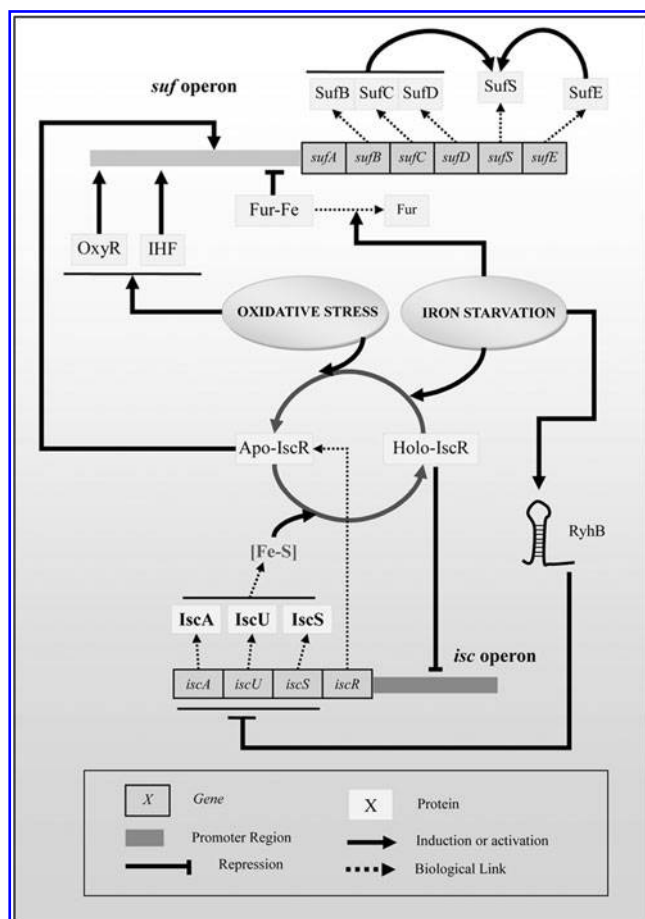 suf operon
SufB SufC SufD SufS SufE
sufA sufB sufC sufD sufS sufE
Fur-Fe Fur
OxyR IHF
OXIDATIVE STRESS IRON STARVATION
Apo-IscR Holo-IscR
RyhB
[Fe-S]
IscA IscU IscS
isc operon
iscA iscU iscS iscR
X Gene X Protein
Promoter Region Induction or activation
Repression Biological Link